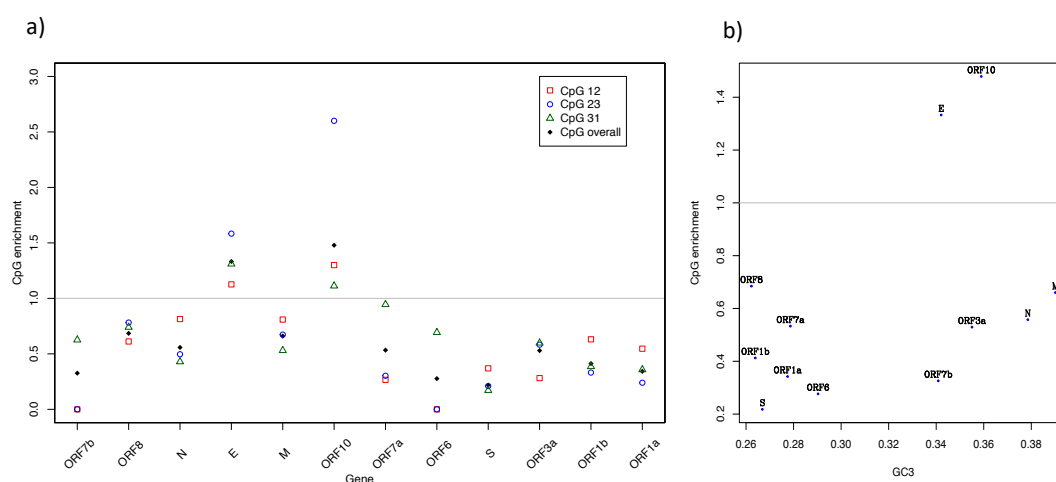 a)
b)
3.0
2.5
2.0
1.5
1.0
0.5
0.0
CpG enrichment
CpG 12
CpG 23
CpG 31
CpG overall
ORF7b
ORF8
N
E
M
ORF10
ORF7a
ORF6
S
ORF3a
ORF1b
ORF1a
Gene
1.4
1.2
1.0
0.8
0.6
0.4
0.2
CpG enrichment
ORF10
E
ORF8
M
ORF7a
N
ORF3a
ORF1b
ORF1a
ORF7b
ORF6
S
0.26
0.28
0.30
0.32
0.34
0.36
0.38
GC3